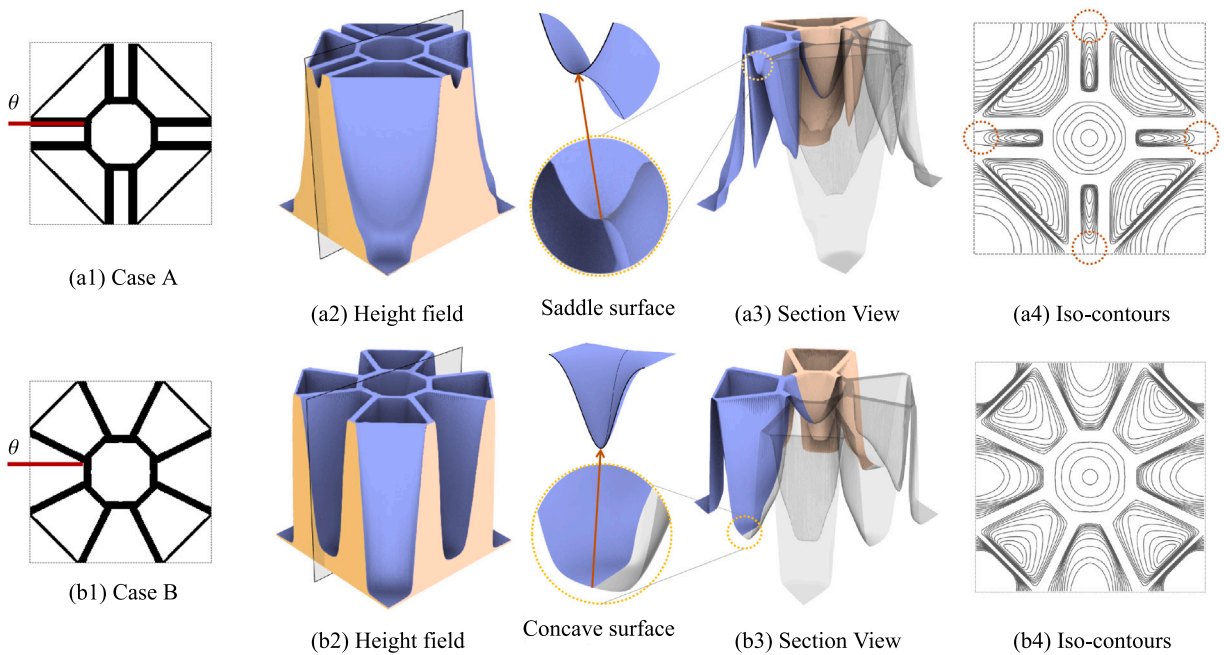 θ
(a1) Case A
(a2) Height field
Saddle surface
(a3) Section View
(a4) Iso-contours
θ
(b1) Case B
(b2) Height field
Concave surface
(b3) Section View
(b4) Iso-contours